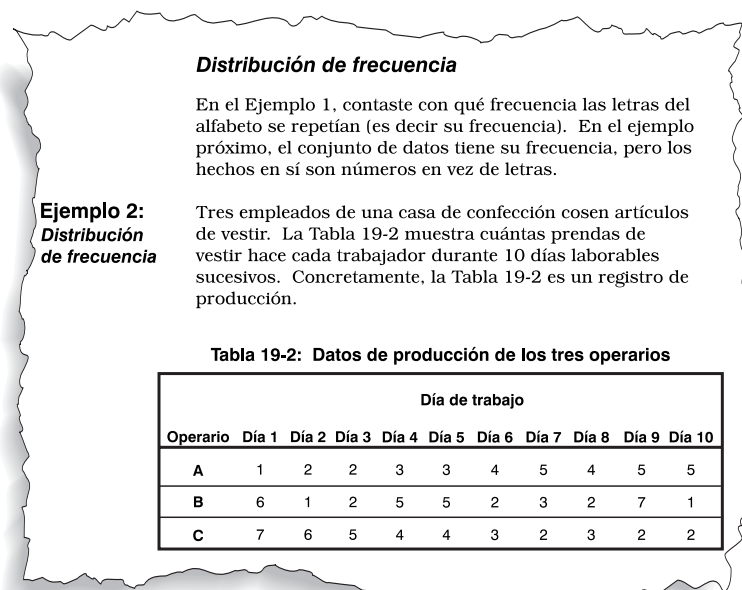 Distribución de frecuencia
En el Ejemplo 1, contaste con qué frecuencia las letras del
alfabeto se repetían (es decir su frecuencia). En el ejemplo
próximo, el conjunto de datos tiene su frecuencia, pero los
hechos en sí son números en vez de letras.
Ejemplo 2:
Distribución
de frecuencia
Tres empleados de una casa de confección cosen artículos
de vestir. La Tabla 19-2 muestra cuántas prendas de
vestir hace cada trabajador durante 10 días laborables
sucesivos. Concretamente, la Tabla 19-2 es un registro de
producción.
Tabla 19-2: Datos de producción de los tres operarios
Día de trabajo
Operario Día 1 Día 2 Día 3 Día 4 Día 5 Día 6 Día 7 Día 8 Día 9 Día 10
A 1 2 2 3 3 4 5 4 5 5
B 6 1 2 5 5 2 3 2 7 1
C 7 6 5 4 4 3 2 3 2 2